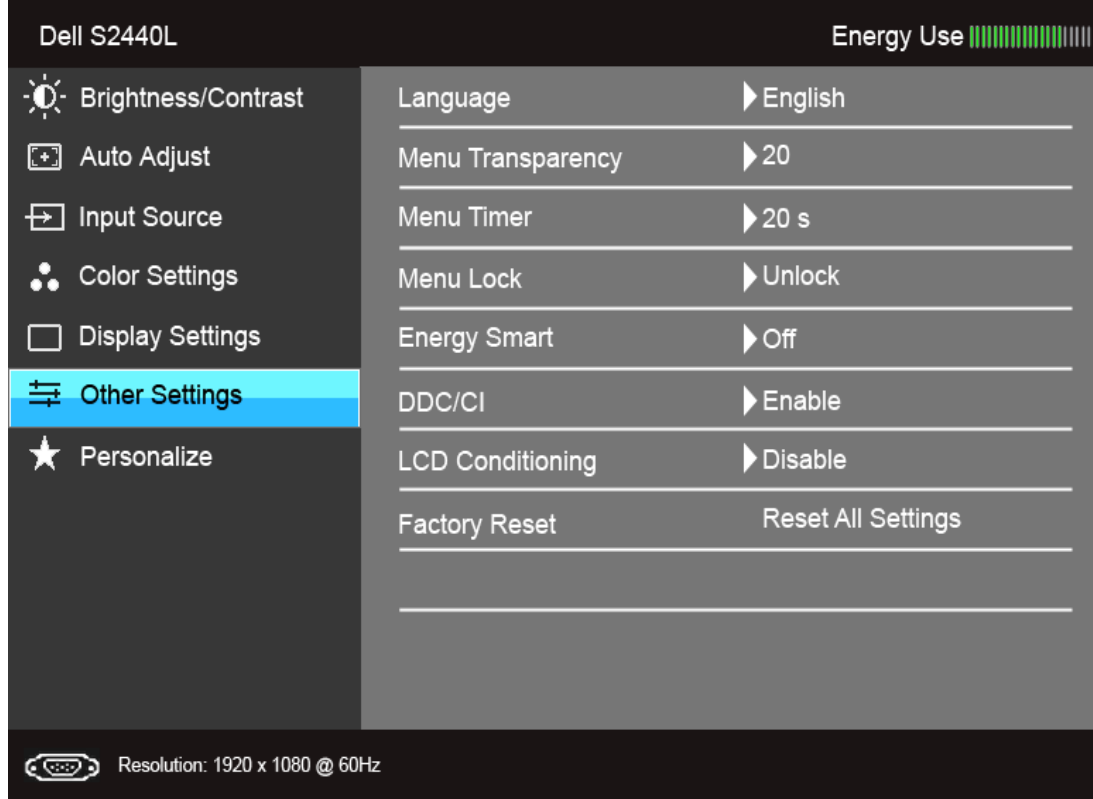 Dell S2440L Energy Use
Brightness/Contrast
Auto Adjust
Input Source
Color Settings
Display Settings
Other Settings
Personalize
Language English
Menu Transparency 20
Menu Timer 20 s
Menu Lock Unlock
Energy Smart Off
DDC/CI Enable
LCD Conditioning Disable
Factory Reset Reset All Settings
Resolution: 1920 x 1080 @ 60Hz